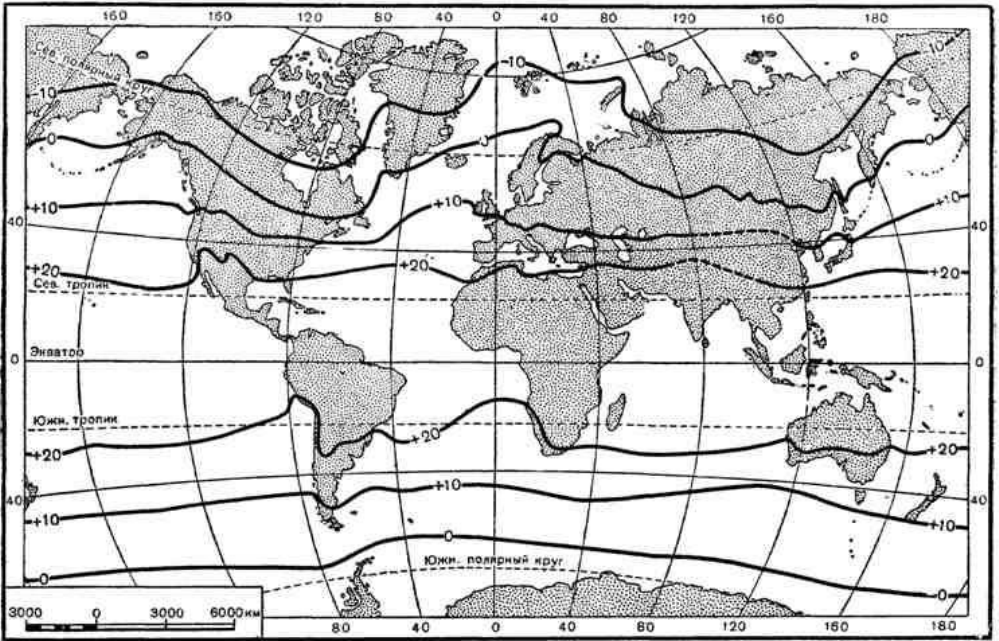 160 160 120 80 40 0 40 80 120 160 180
Сев. полярный круг
-10 -10 -10
0 0 0
+10 +10 +10
40 40
+20 +20 +20
Сев. тропик
Экватор
0 0
Южн. тропик
+20 +20 +20
40 40
+10 +10 +10
0 0 0
Южн. полярный круг
3000 0 3000 6000 км
80 40 0 40 80 120 160 180